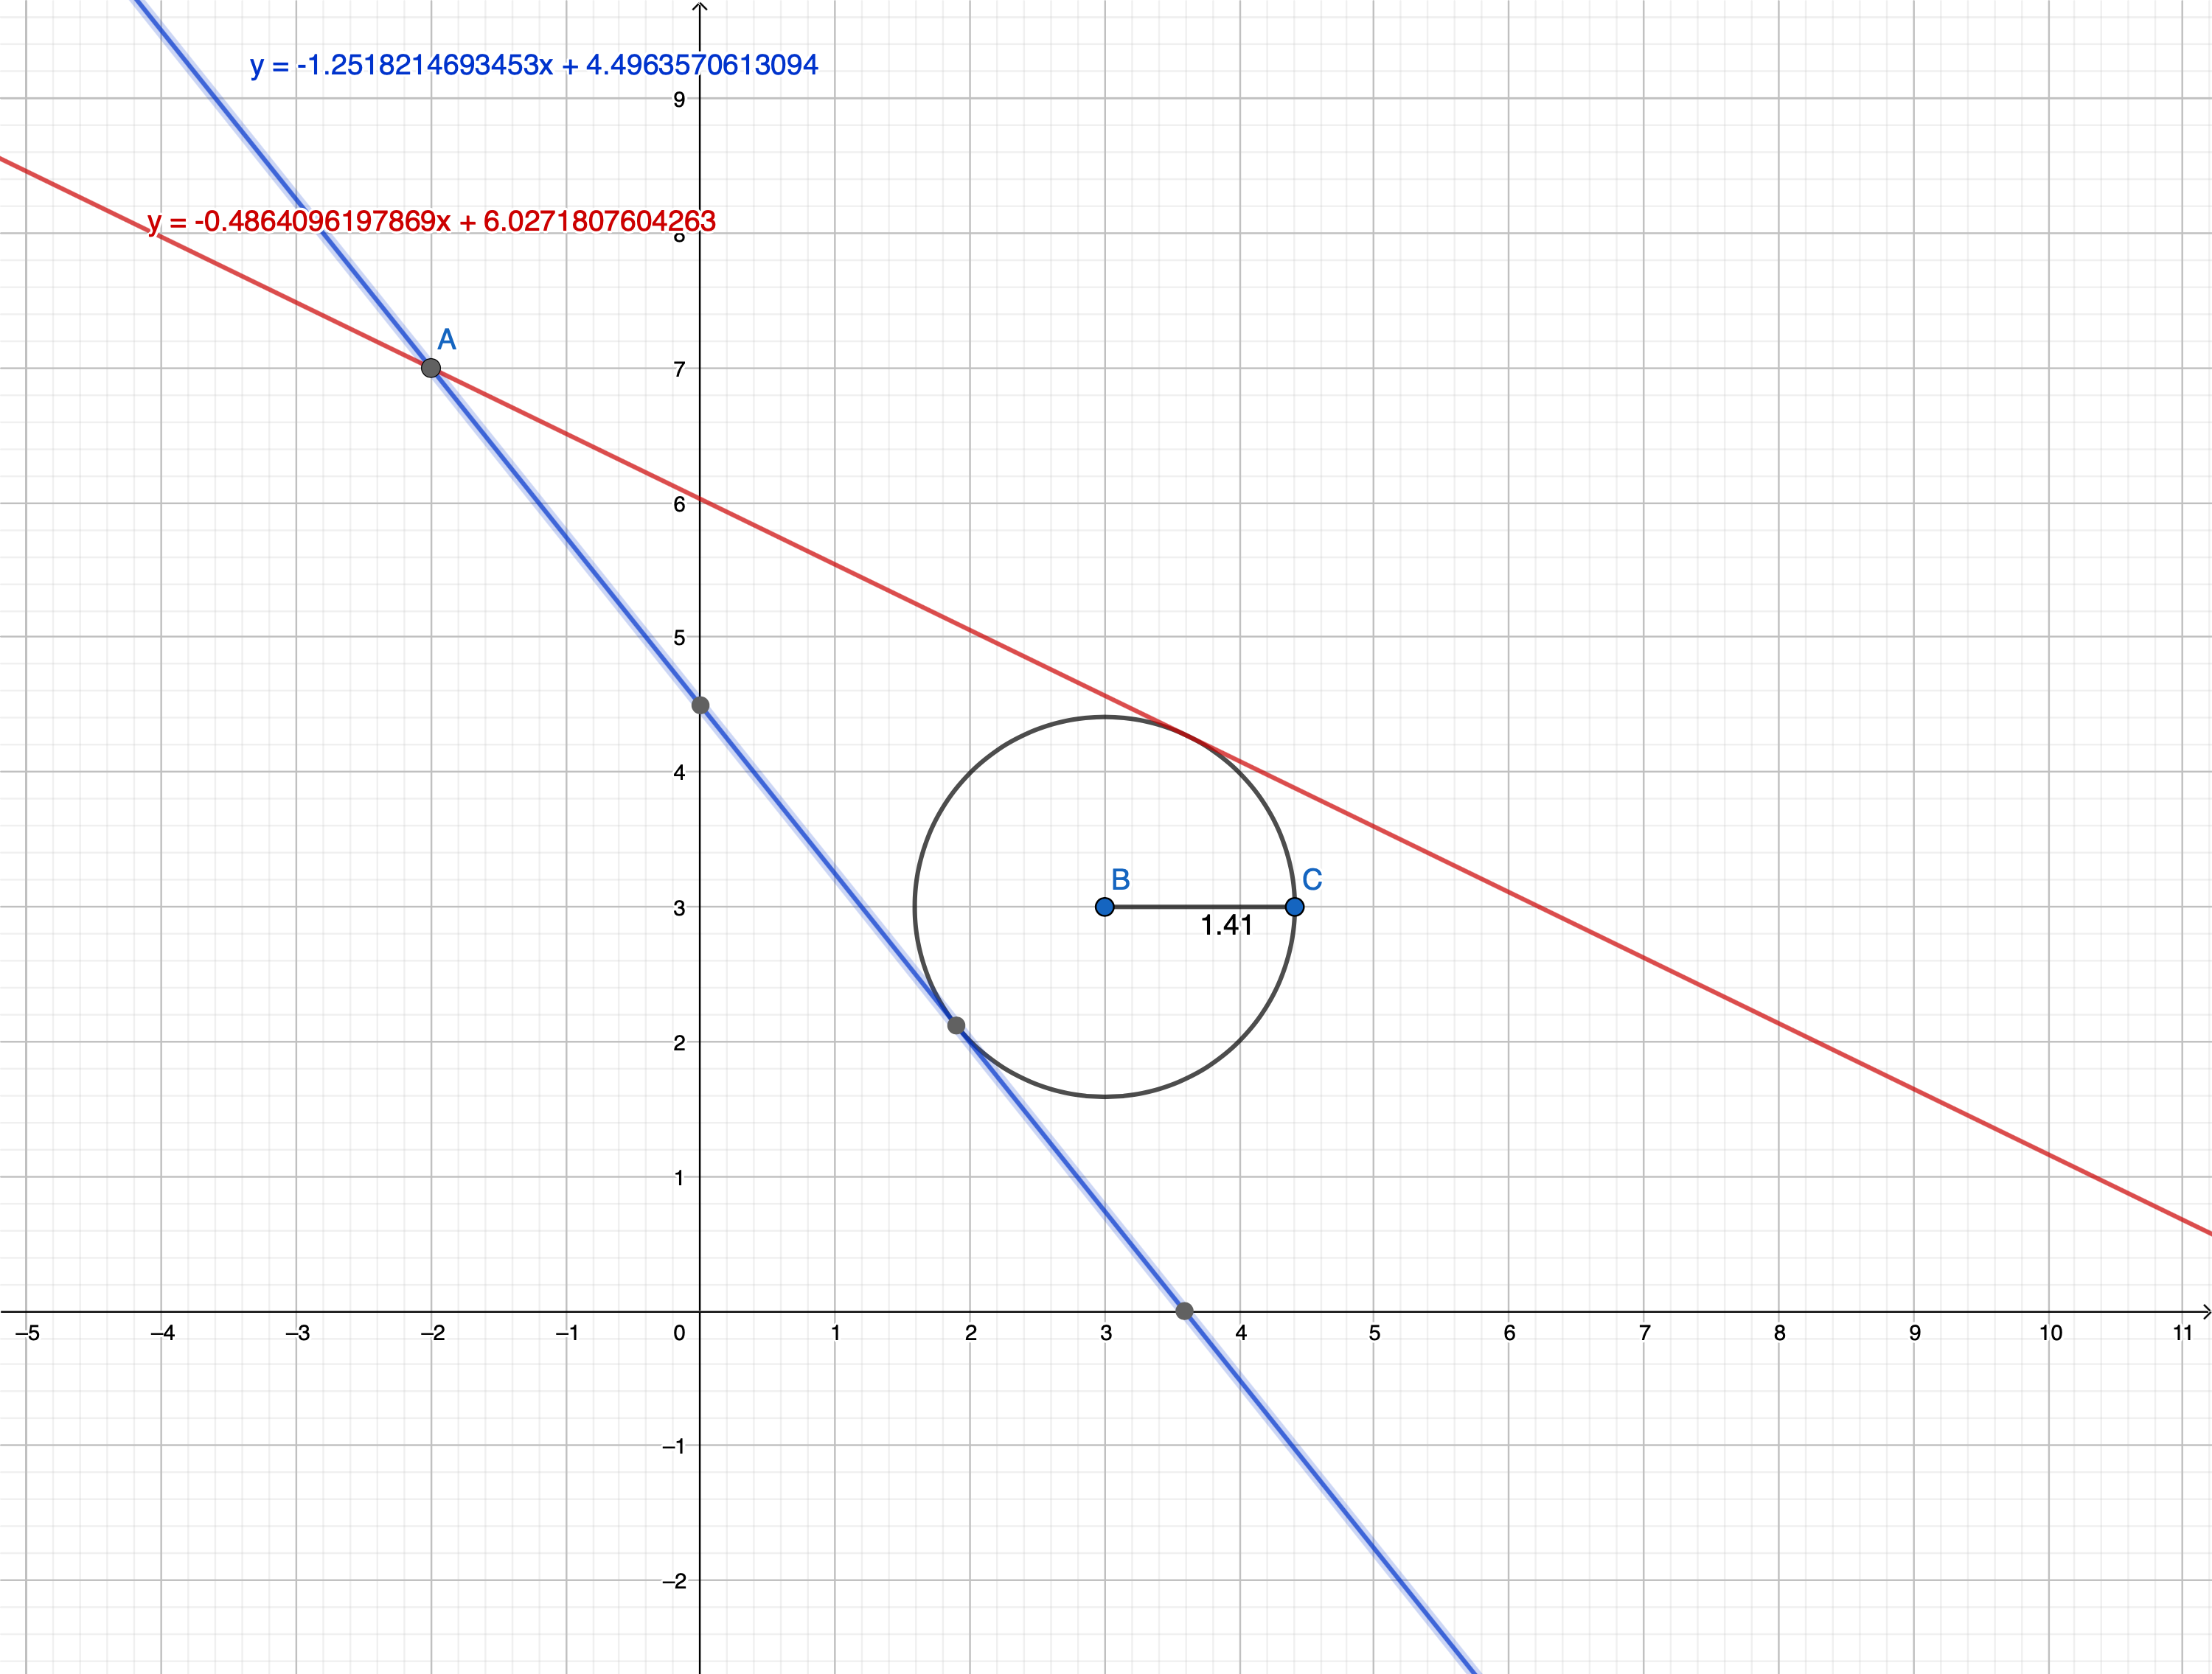 y = -1.2518214693453x + 4.4963570613094
9
y = -0.4864096197869x + 6.0271807604263
8
A
7
6
5
4
B
C
3
1.41
2
1
–5 –4 –3 –2 –1 0 1 2 3 4 5 6 7 8 9 10 11
–1
–2